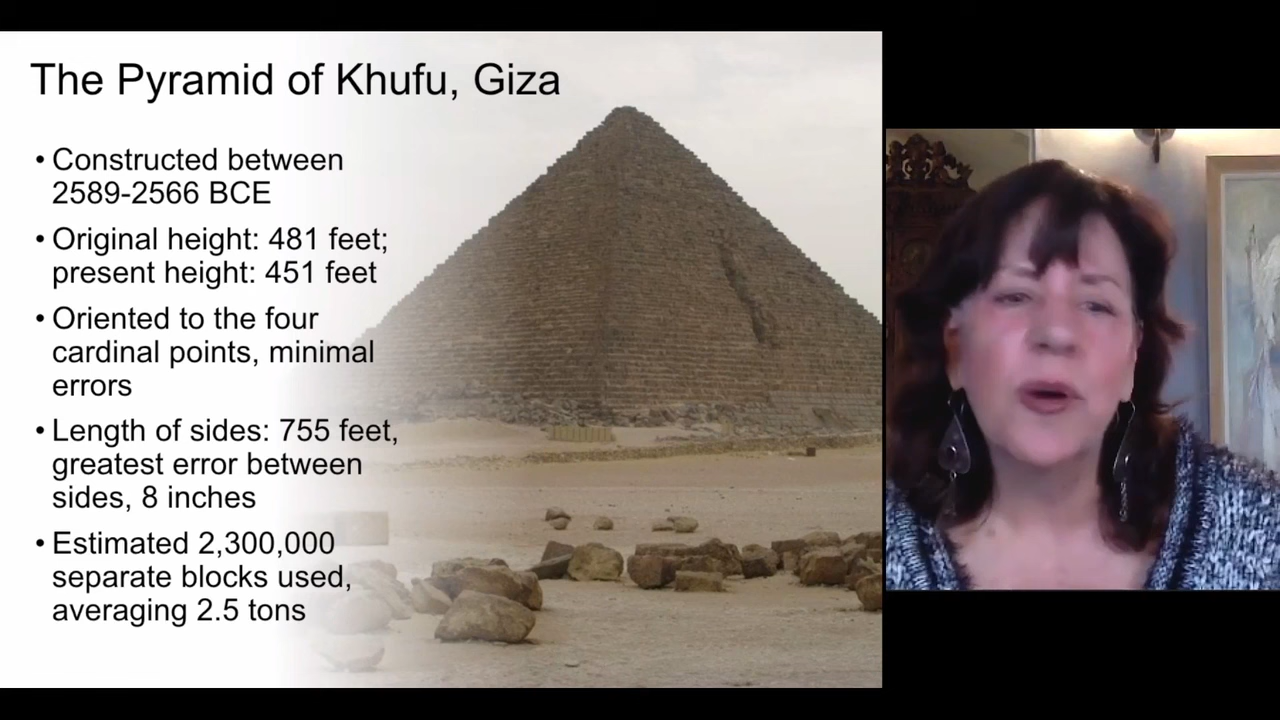 The Pyramid of Khufu, Giza
• Constructed between
2589-2566 BCE
• Original height: 481 feet;
present height: 451 feet
• Oriented to the four
cardinal points, minimal
errors
• Length of sides: 755 feet,
greatest error between
sides, 8 inches
• Estimated 2,300,000
separate blocks used,
averaging 2.5 tons